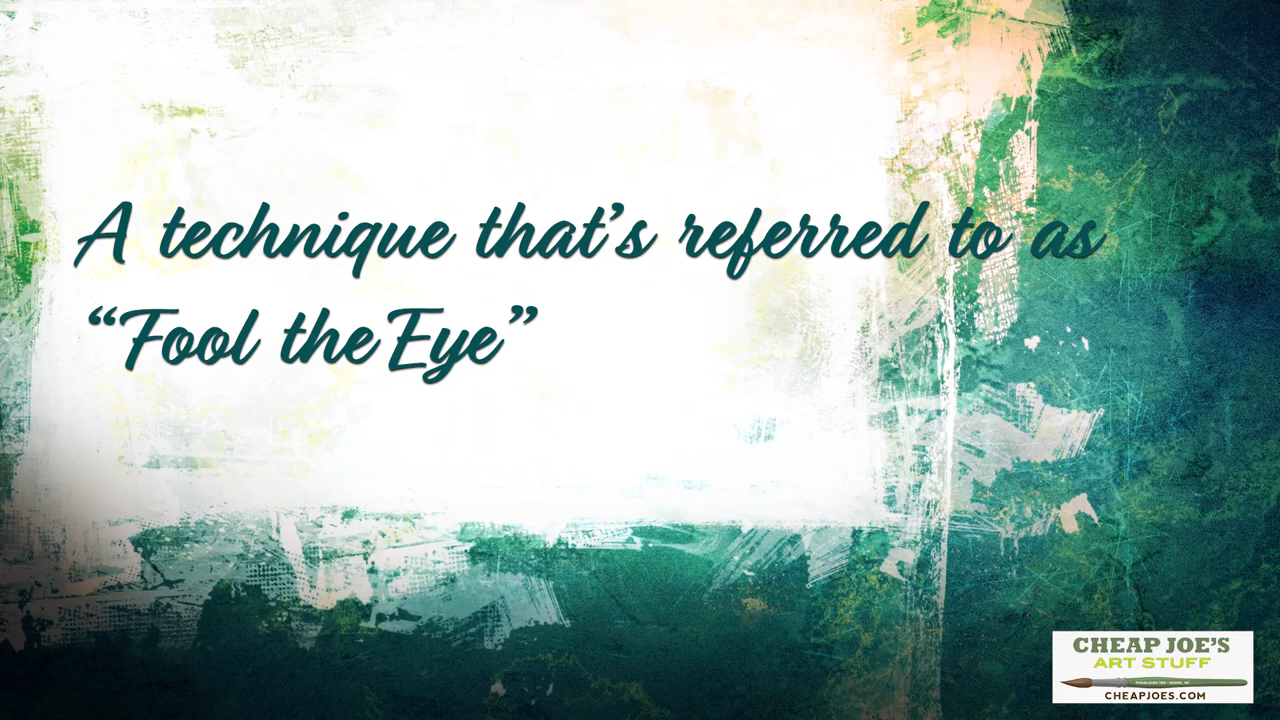 A technique that’s referred to as
“Fool the Eye”
CHEAP JOE'S
ART STUFF
CHEAPJOES.COM